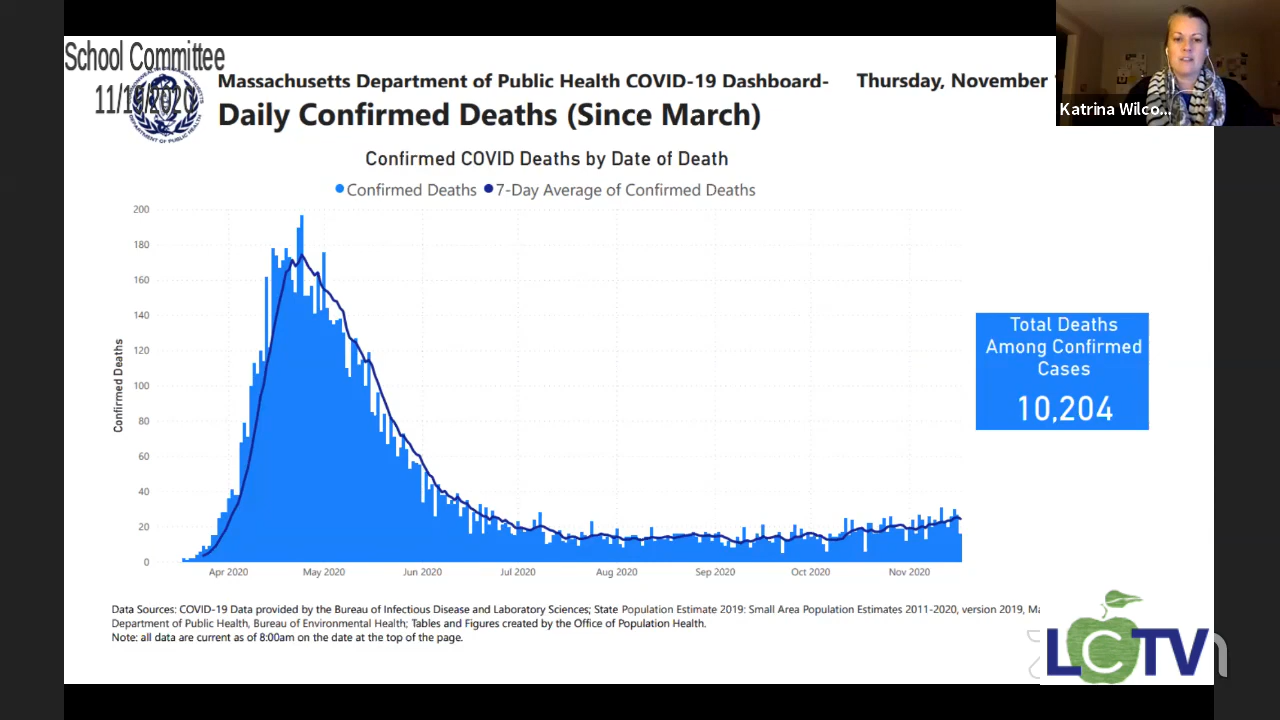 School Committee
Massachusetts Department of Public Health COVID-19 Dashboard- Thursday, November
Katrina Wilco...
Daily Confirmed Deaths (Since March)
Confirmed COVID Deaths by Date of Death
Confirmed Deaths 7-Day Average of Confirmed Deaths
200
180
160
140
120
100
80
60
40
20
0
Confirmed Deaths
Apr 2020 May 2020 Jun 2020 Jul 2020 Aug 2020 Sep 2020 Oct 2020 Nov 2020
Total Deaths
Among Confirmed
Cases
10,204
Data Sources: COVID-19 Data provided by the Bureau of Infectious Disease and Laboratory Sciences; State Population Estimate 2019: Small Area Population Estimates 2011-2020, version 2019,
Department of Public Health, Bureau of Environmental Health; Tables and Figures created by the Office of Population Health.
Note: all data are current as of 8:00am on the date at the top of the page.
LCTV